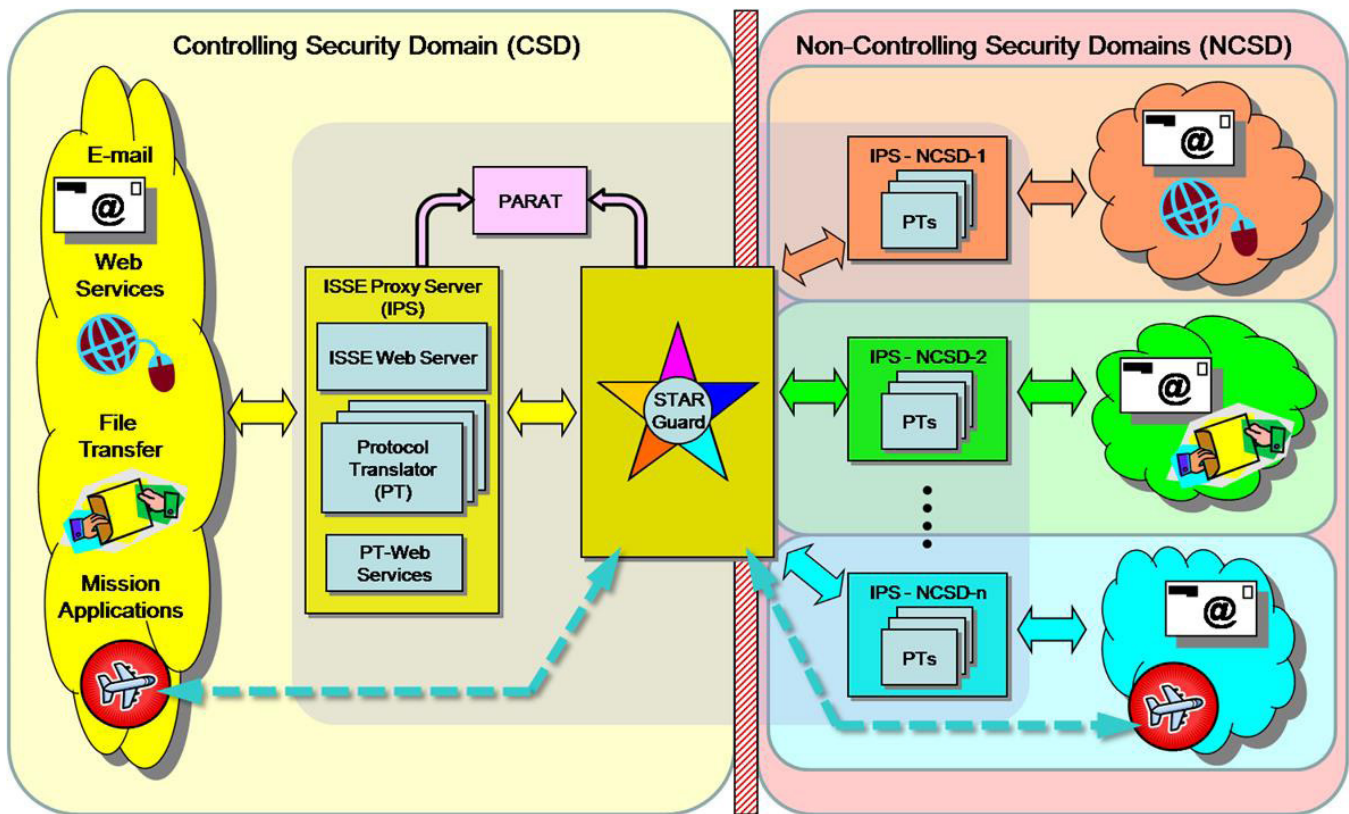 Controlling Security Domain (CSD)
Non-Controlling Security Domains (NCSD)
E-mail
@
Web
Services
File
Transfer
Mission
Applications
PARAT
ISSE Proxy Server
(IPS)
ISSE Web Server
Protocol
Translator
(PT)
PT-Web
Services
STAR
Guard
IPS - NCSD-1
PTs
@
IPS - NCSD-2
PTs
@
IPS - NCSD-n
PTs
@